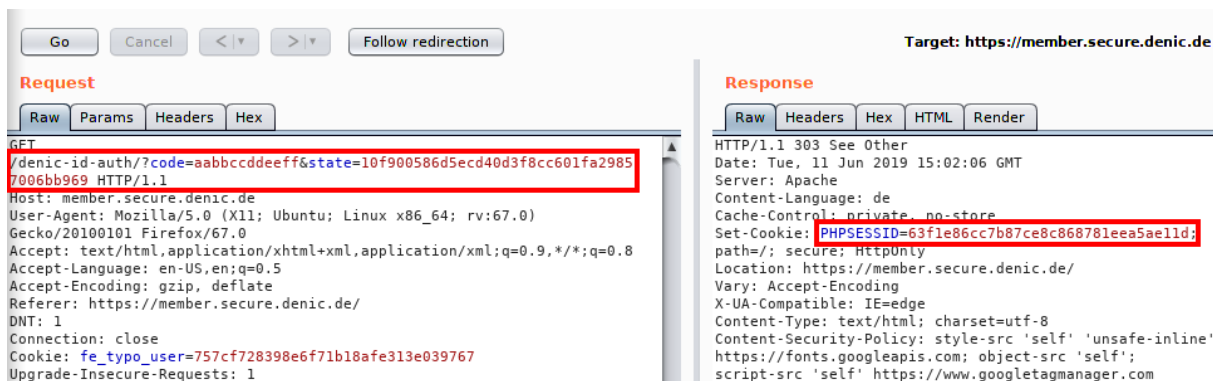 Go Cancel < > Follow redirection Target: https://member.secure.denic.de
Request
Raw Params Headers Hex
GET
/denic-id-auth/?code=aabbccddeeff&state=10f900586d5ecd40d3f8cc601fa2985
7006bb969 HTTP/1.1
Host: member.secure.denic.de
User-Agent: Mozilla/5.0 (X11; Ubuntu; Linux x86_64; rv:67.0)
Gecko/20100101 Firefox/67.0
Accept: text/html,application/xhtml+xml,application/xml;q=0.9,*/*;q=0.8
Accept-Language: en-US,en;q=0.5
Accept-Encoding: gzip, deflate
Referer: https://member.secure.denic.de/
DNT: 1
Connection: close
Cookie: fe_typo_user=757cf728398e6f71b18afe313e039767
Upgrade-Insecure-Requests: 1
Response
Raw Headers Hex HTML Render
HTTP/1.1 303 See Other
Date: Tue, 11 Jun 2019 15:02:06 GMT
Server: Apache
Content-Language: de
Cache-Control: private, no-store
Set-Cookie: PHPSESSID=63f1e86cc7b87ce8c868781eea5ae11d;
path=/; secure; HttpOnly
Location: https://member.secure.denic.de/
Vary: Accept-Encoding
X-UA-Compatible: IE=edge
Content-Type: text/html; charset=utf-8
Content-Security-Policy: style-src 'self' 'unsafe-inline'
https://fonts.googleapis.com; object-src 'self';
script-src 'self' https://www.googletagmanager.com